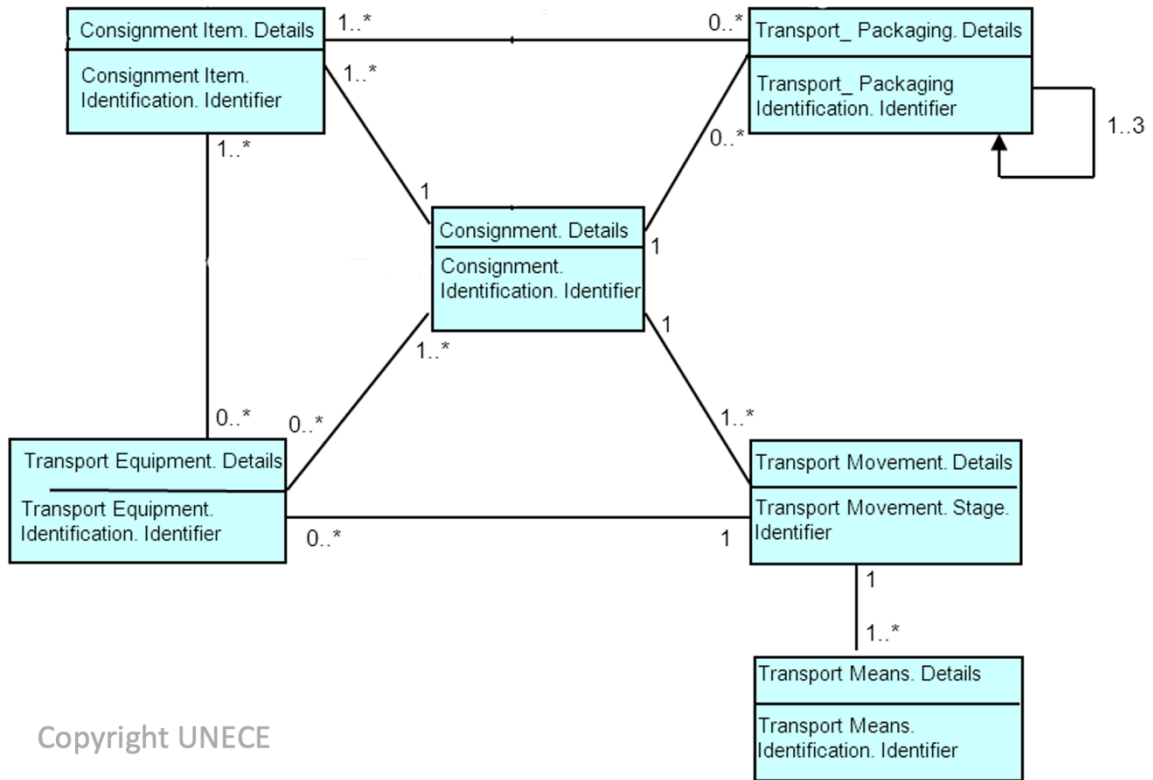 Consignment Item. Details
Consignment Item.
Identification. Identifier
1..*
0..*
Transport_ Packaging. Details
Transport_ Packaging
Identification. Identifier
1..3
1..*
0..*
1..*
1
Consignment. Details
Consignment.
Identification. Identifier
1
1
1..*
0..*
0..*
1..*
Transport Equipment. Details
Transport Equipment.
Identification. Identifier
0..*
1
Transport Movement. Details
Transport Movement. Stage.
Identifier
1
1..*
Transport Means. Details
Transport Means.
Identification. Identifier
Copyright UNECE